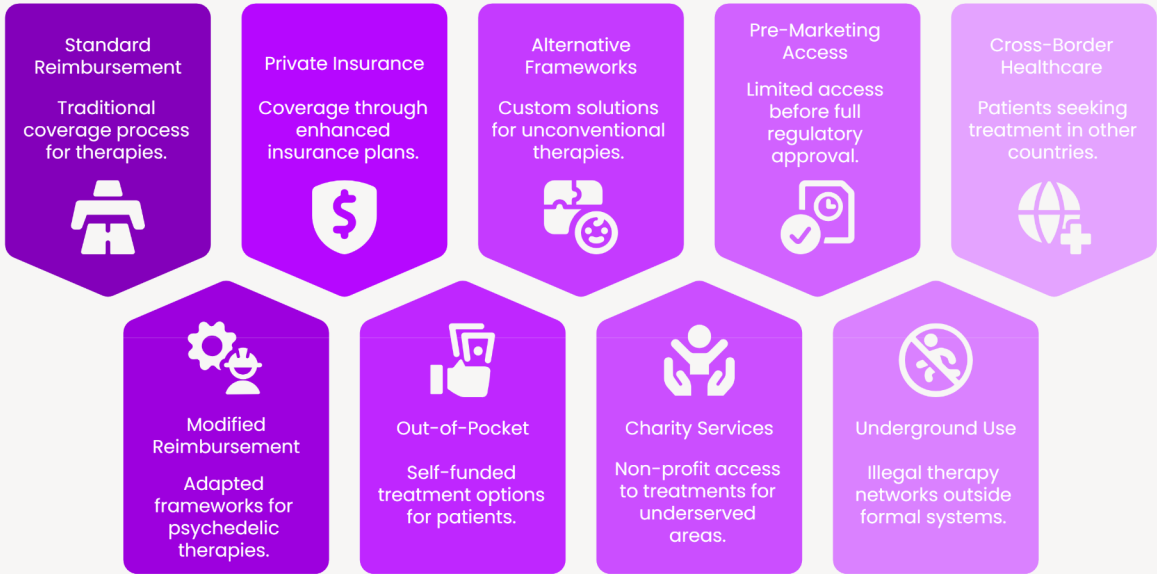 Standard
Reimbursement
Traditional
coverage process
for therapies.
Private Insurance
Coverage through
enhanced
insurance plans.
$
Alternative
Frameworks
Custom solutions
for unconventional
therapies.
Pre-Marketing
Access
Limited access
before full
regulatory
approval.
Cross-Border
Healthcare
Patients seeking
treatment in other
countries.
Modified
Reimbursement
Adapted
frameworks for
psychedelic
therapies.
Out-of-Pocket
Self-funded
treatment options
for patients.
Charity Services
Non-profit access
to treatments for
underserved
areas.
Underground Use
Illegal therapy
networks outside
formal systems.